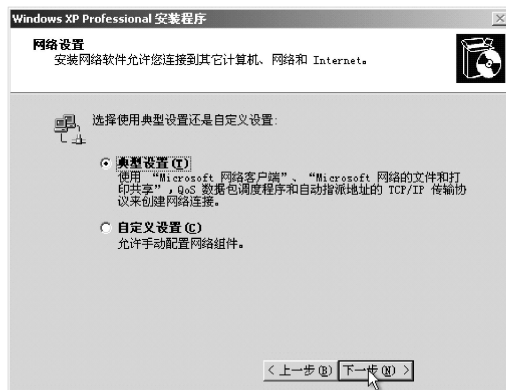 Windows XP Professional 安装程序
网络设置
安装网络软件允许您连接到其它计算机、网络和 Internet。
选择使用典型设置还是自定义设置:
典型设置(T)
使用 “Microsoft 网络客户端”、“Microsoft 网络的文件和打
印共享”,QoS 数据包调度程序和自动指派地址的 TCP/IP 传输协
议来创建网络连接。
自定义设置(C)
允许手动配置网络组件。
< 上一步(B) 下一步(N) >